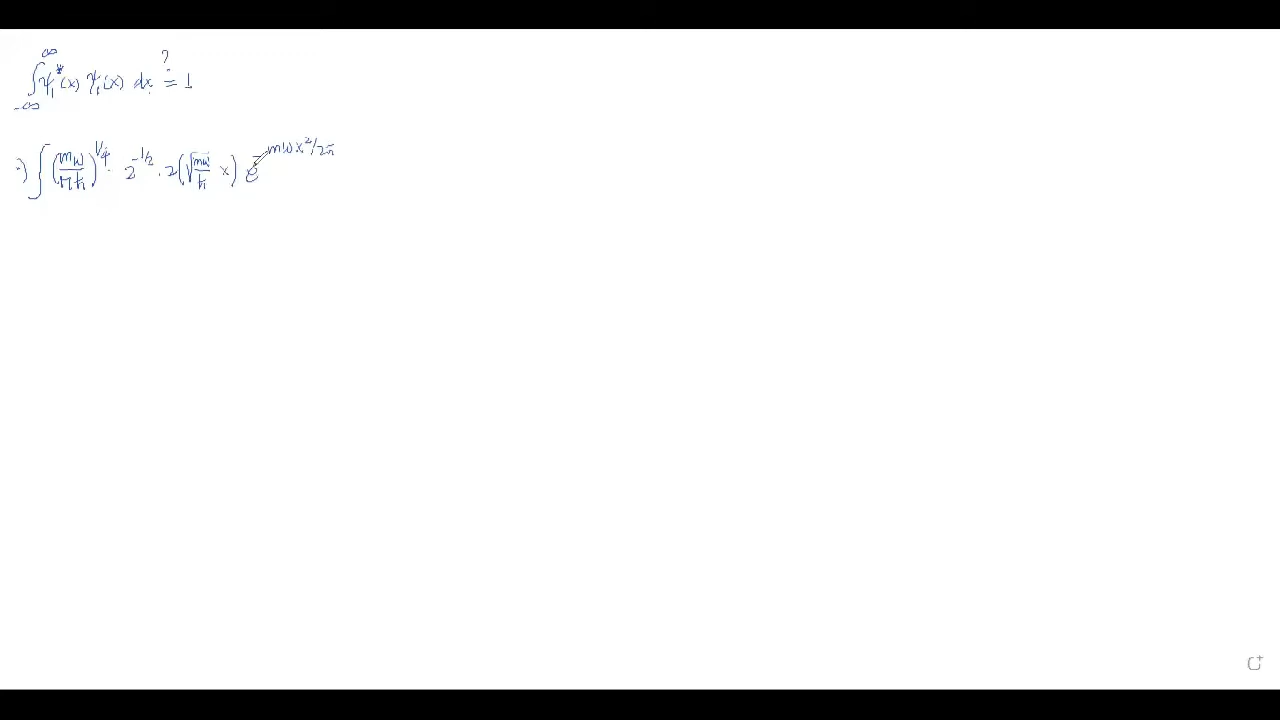 ∫_{-∞}^{∞} ψ₁*(x) ψ₁(x) dx ≟ 1
∫ (mω/πħ)^{1/4} · 2^{-1/2} · 2(√(mω/ħ) x) e^{-mωx²/2ħ}